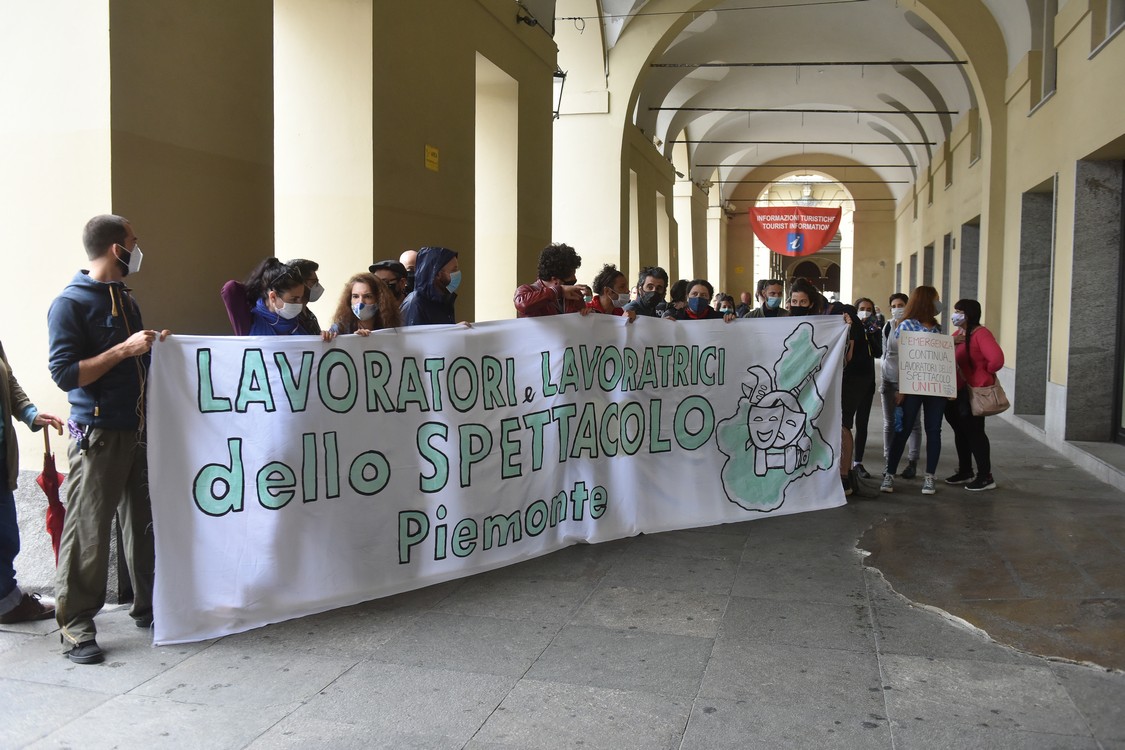 INFORMAZIONI TURISTICHE
TOURIST INFORMATION
i
LAVORATORI e LAVORATRICI
dello SPETTACOLO
Piemonte
L'EMERGENZA
CONTINUA,
LAVORATORI DELLO
SPETTACOLO
UNITI